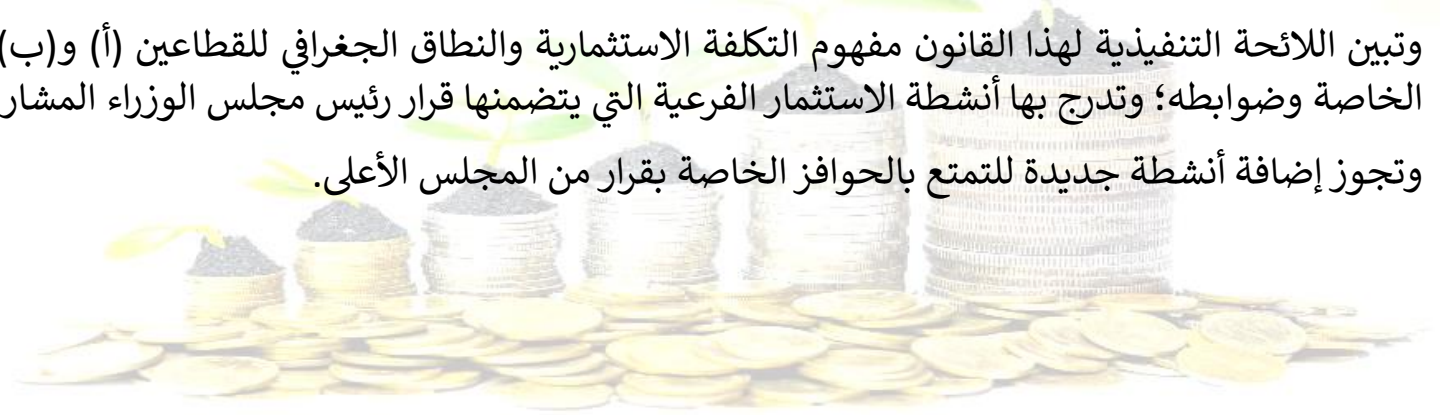 وتبين اللائحة التنفيذية لهذا القانون مفهوم التكلفة الاستثمارية والنطاق الجغرافي للقطاعين (أ) و(ب)
الخاصة وضوابطه؛ وتدرج بها أنشطة الاستثمار الفرعية التي يتضمنها قرار رئيس مجلس الوزراء المشار
وتجوز إضافة أنشطة جديدة للتمتع بالحوافز الخاصة بقرار من المجلس الأعلى.